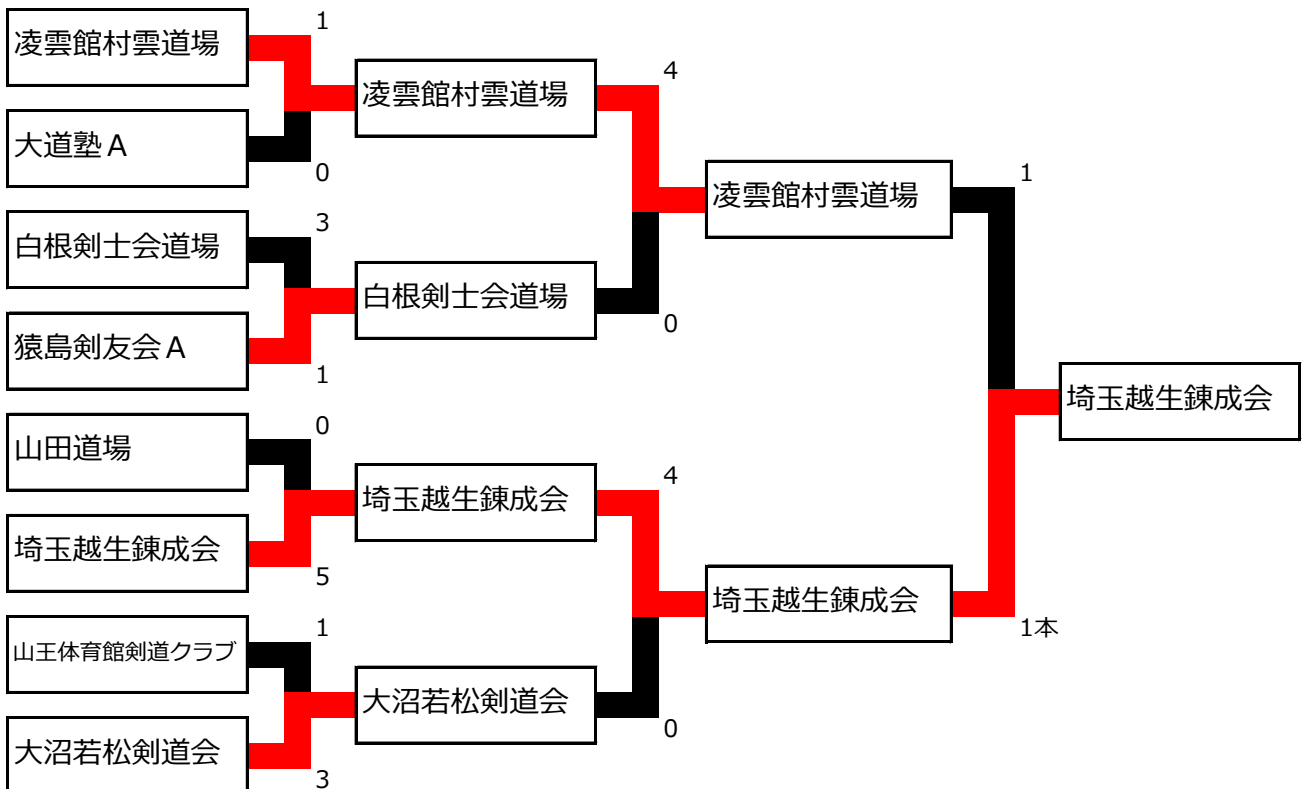 凌雲館村雲道場
1
大道塾A
0
白根剣士会道場
3
猿島剣友会A
1
山田道場
0
埼玉越生錬成会
5
山王体育館剣道クラブ
1
大沼若松剣道会
3
凌雲館村雲道場
4
白根剣士会道場
0
埼玉越生錬成会
4
大沼若松剣道会
0
凌雲館村雲道場
1
埼玉越生錬成会
1本
埼玉越生錬成会